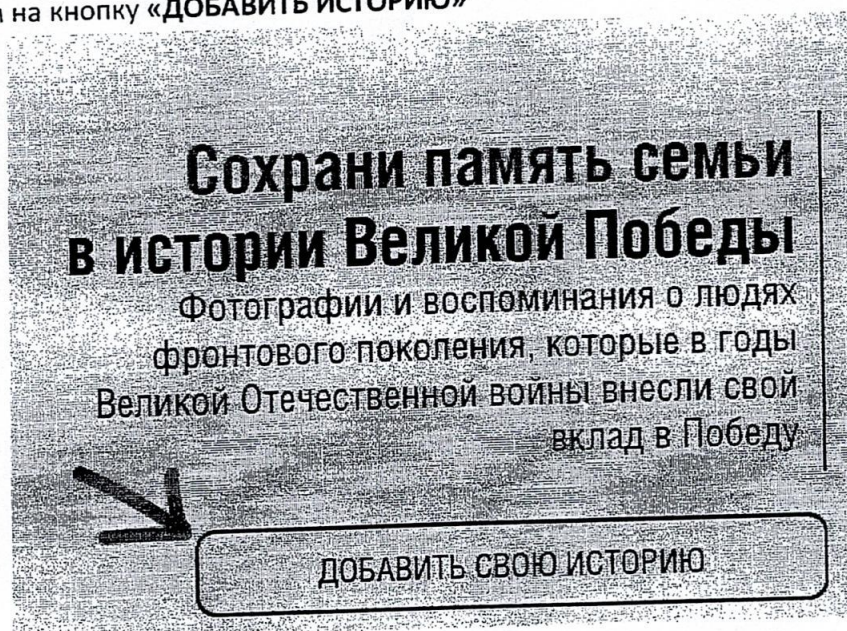 на кнопку «ДОБАВИТЬ ИСТОРИЮ»
Сохрани память семьи
в истории Великой Победы
Фотографии и воспоминания о людях
фронтового поколения, которые в годы
Великой Отечественной войны внесли свой
вклад в Победу
ДОБАВИТЬ СВОЮ ИСТОРИЮ